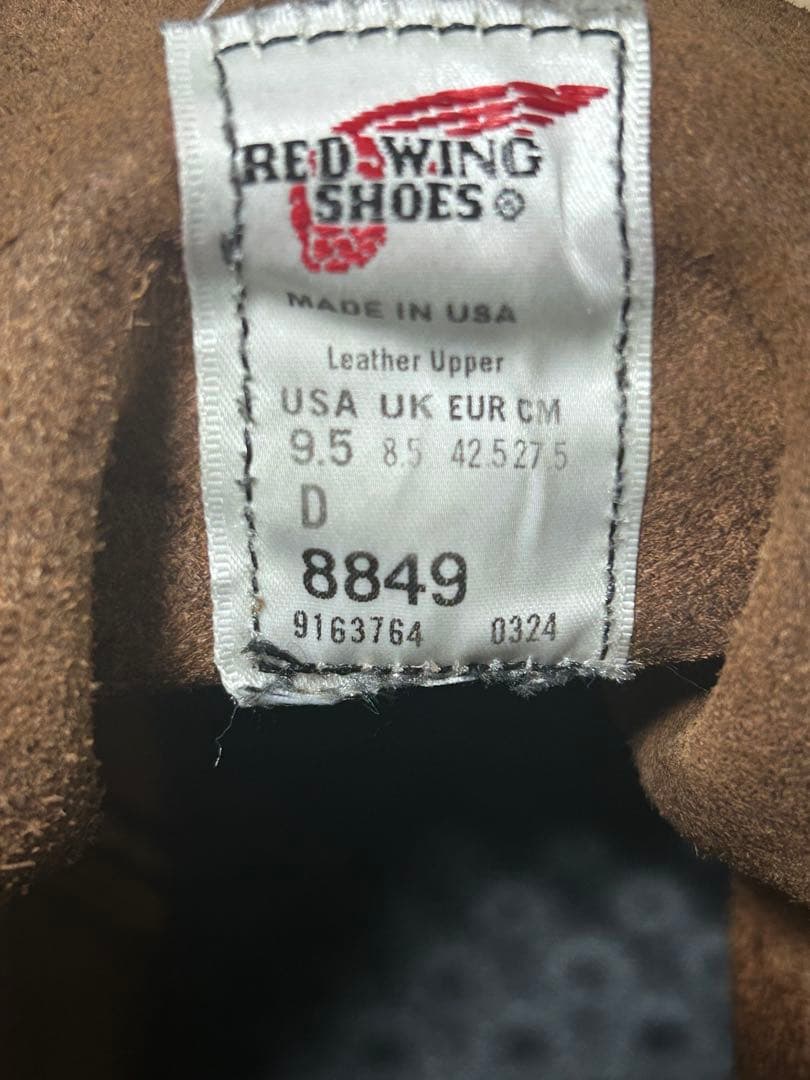 RED WING
SHOES ®
MADE IN USA
Leather Upper
USA UK EUR CM
9.5 8.5 42.5 27.5
D
8849
9163764 0324